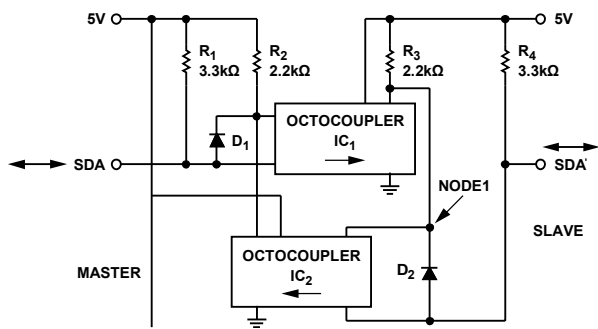 5V
5V
R1
3.3kΩ
R2
2.2kΩ
R3
2.2kΩ
R4
3.3kΩ
OCTOCOUPLER
IC1
D1
SDA
SDA'
NODE1
SLAVE
OCTOCOUPLER
IC2
D2
MASTER